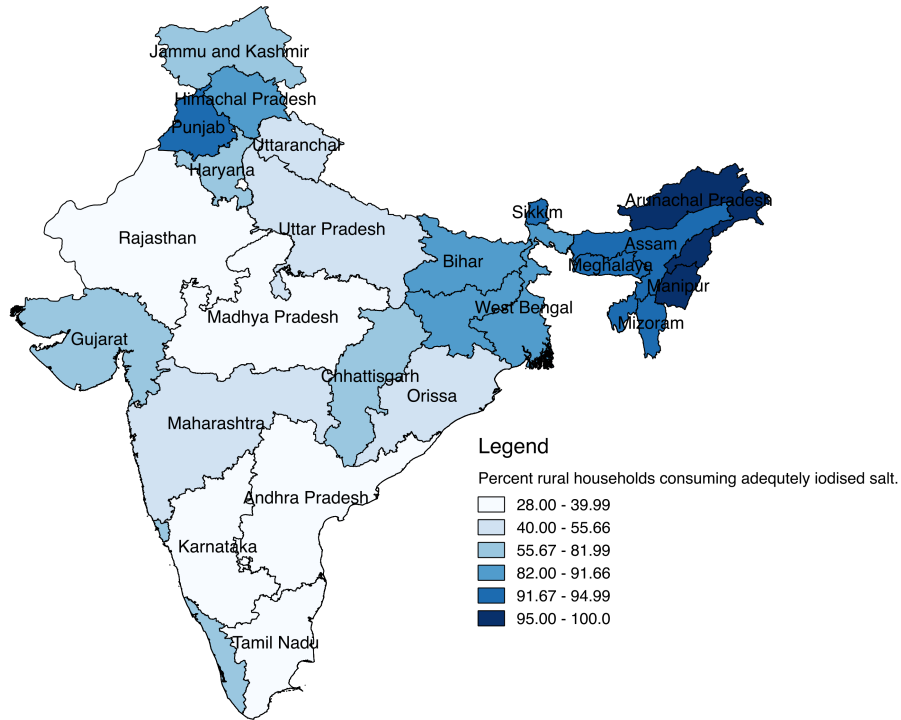 Jammu and Kashmir
Himachal Pradesh
Punjab
Uttaranchal
Haryana
Arunachal Pradesh
Sikkim
Uttar Pradesh
Rajasthan
Assam
Bihar
Meghalaya
Manipur
West Bengal
Madhya Pradesh
Mizoram
Gujarat
Chhattisgarh
Orissa
Maharashtra
Legend
Percent rural households consuming adequtely iodised salt.
Andhra Pradesh
28.00 - 39.99
40.00 - 55.66
Karnataka
55.67 - 81.99
82.00 - 91.66
91.67 - 94.99
95.00 - 100.0
Tamil Nadu